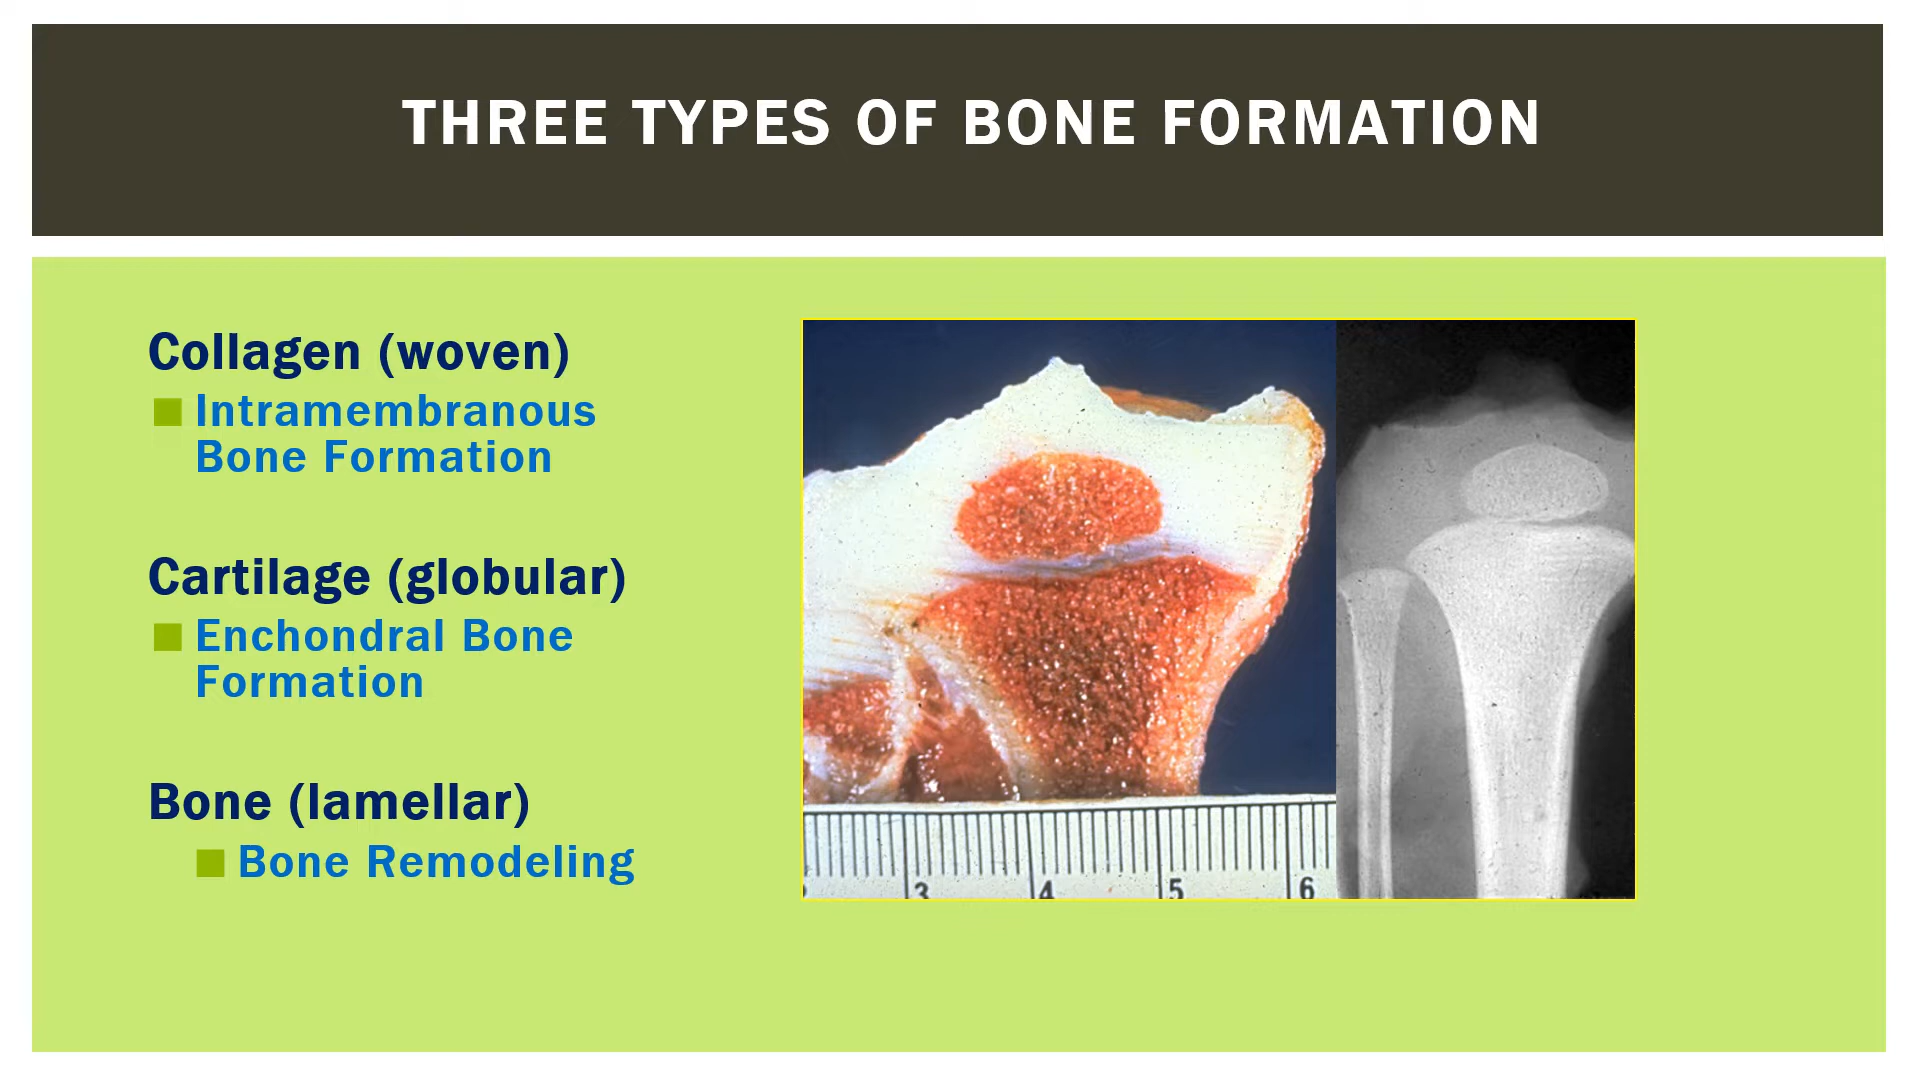 THREE TYPES OF BONE FORMATION
Collagen (woven)
Intramembranous
Bone Formation
Cartilage (globular)
Enchondral Bone
Formation
Bone (lamellar)
Bone Remodeling
3 4 5 6